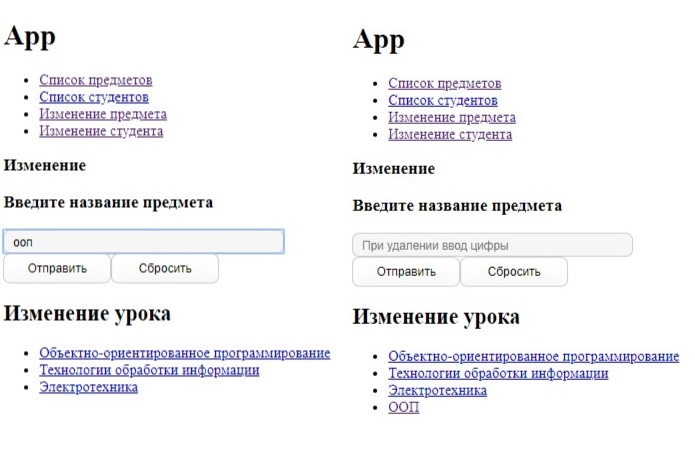 App
Список предметов
Список студентов
Изменение предмета
Изменение студента
Изменение
Введите название предмета
ооп
Отправить Сбросить
Изменение урока
Объектно-ориентированное программирование
Технологии обработки информации
Электротехника
App
Список предметов
Список студентов
Изменение предмета
Изменение студента
Изменение
Введите название предмета
При удалении ввод цифры
Отправить Сбросить
Изменение урока
Объектно-ориентированное программирование
Технологии обработки информации
Электротехника
ООП